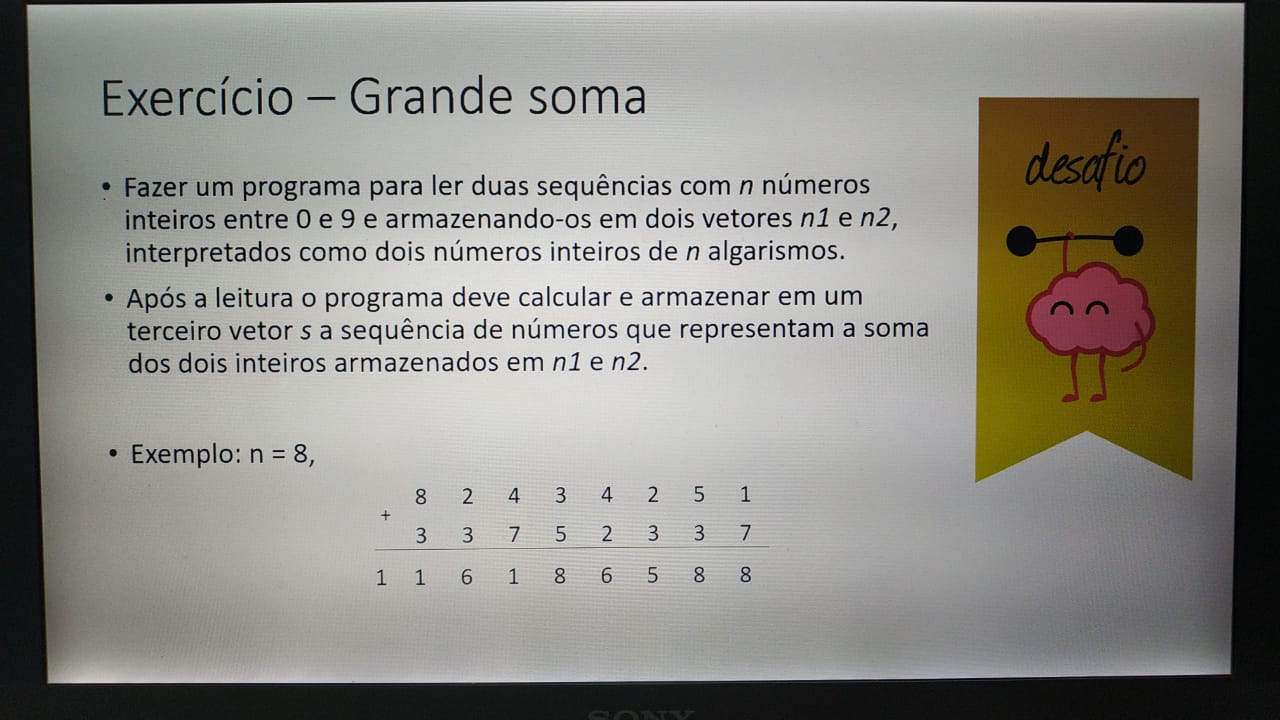 Exercício – Grande soma
desafio
• Fazer um programa para ler duas sequências com n números
inteiros entre 0 e 9 e armazenando-os em dois vetores n1 e n2,
interpretados como dois números inteiros de n algarismos.
• Após a leitura o programa deve calcular e armazenar em um
terceiro vetor s a sequência de números que representam a soma
dos dois inteiros armazenados em n1 e n2.
• Exemplo: n = 8,
8 2 4 3 4 2 5 1
+
3 3 7 5 2 3 3 7
1 1 6 1 8 6 5 8 8
SONY